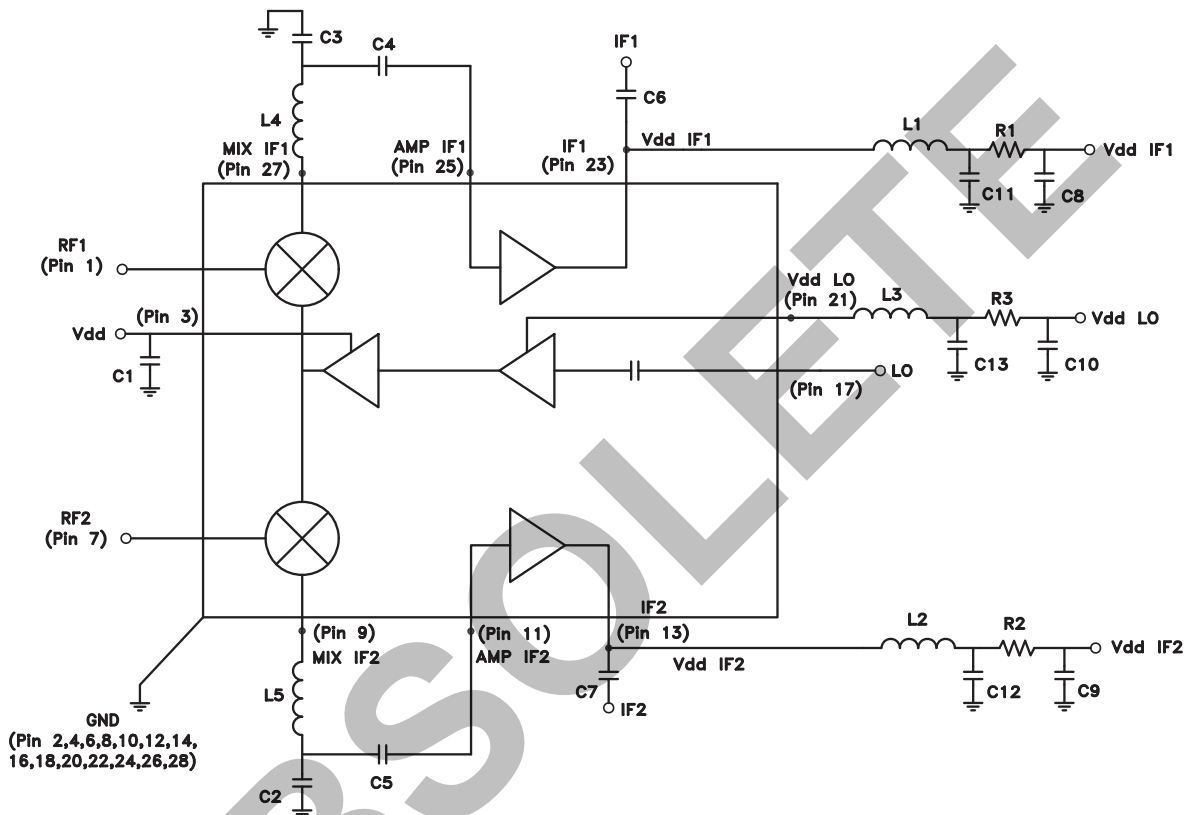 C3
C4
IF1
C6
L4
MIX IF1
(Pin 27)
AMP IF1
(Pin 25)
IF1
(Pin 23)
Vdd IF1
L1
R1
Vdd IF1
C11
C8
RF1
(Pin 1)
Vdd LO
(Pin 21)
L3
R3
Vdd LO
(Pin 3)
Vdd
C1
C13
C10
LO
(Pin 17)
RF2
(Pin 7)
IF2
(Pin 9)
(Pin 11)
(Pin 13)
MIX IF2
AMP IF2
Vdd IF2
L2
R2
Vdd IF2
L5
C7
IF2
C12
C9
GND
(Pin 2,4,6,8,10,12,14,
16,18,20,22,24,26,28)
C5
C2
BSOLETE